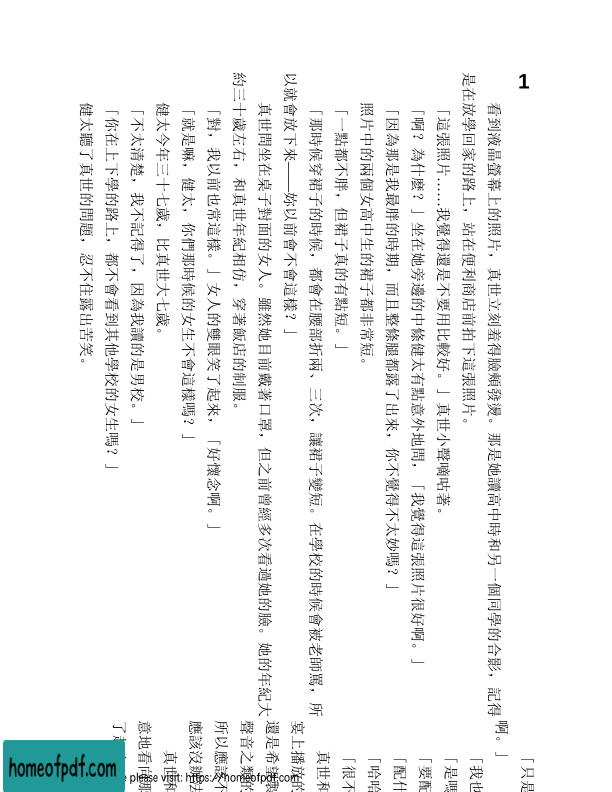 1
看到液晶螢幕上的照片，真世立刻羞得臉頰發燙。那是她讀高中時和另一個同學的合影，記得
是在放學回家的路上，站在便利商店前拍下這張照片。
「這張照片……我覺得還是不要用比較好。」真世小聲嘀咕著。
「啊？為什麼？」坐在她旁邊的中條健太有點意外地問，「我覺得這張照片很好啊。」
「因為那是我最胖的時期，而且整條腿都露了出來，你不覺得不太妙嗎？」
照片中的兩個女高中生的裙子都非常短。
「一點都不胖，但裙子真的有點短。」
「那時候穿裙子的時候，都會在腰部折兩、三次，讓裙子變短。在學校的時候會被老師罵，所
以就會放下來——妳以前會不會這樣？」
真世問坐在桌子對面的女人。雖然她目前戴著口罩，但之前曾經多次看過她的臉。她的年紀大
約三十歲左右，和真世年紀相仿，穿著飯店的制服。
「對，我以前也常這樣。」女人的雙眼笑了起來，「好懷念啊。」
「就是嘛，健太，你們那時候的女生不會這樣嗎？」
健太今年三十七歲，比真世大七歲。
「不太清楚，我不記得了，因為我讀的是男校。」
「你在上下學的路上，都不會看到其他學校的女生嗎？」
健太聽了真世的問題，忍不住露出苦笑。
「只是
啊。」
「我也
「是嗎
「要配
「配什
「哈哈
「很不
真世和
宴上播放的
還是希望
聲音之類的
所以應該不
應該沒辦法
真世和
意地看向那
please visit: https://homeofpdf.com
homeofpdf.com